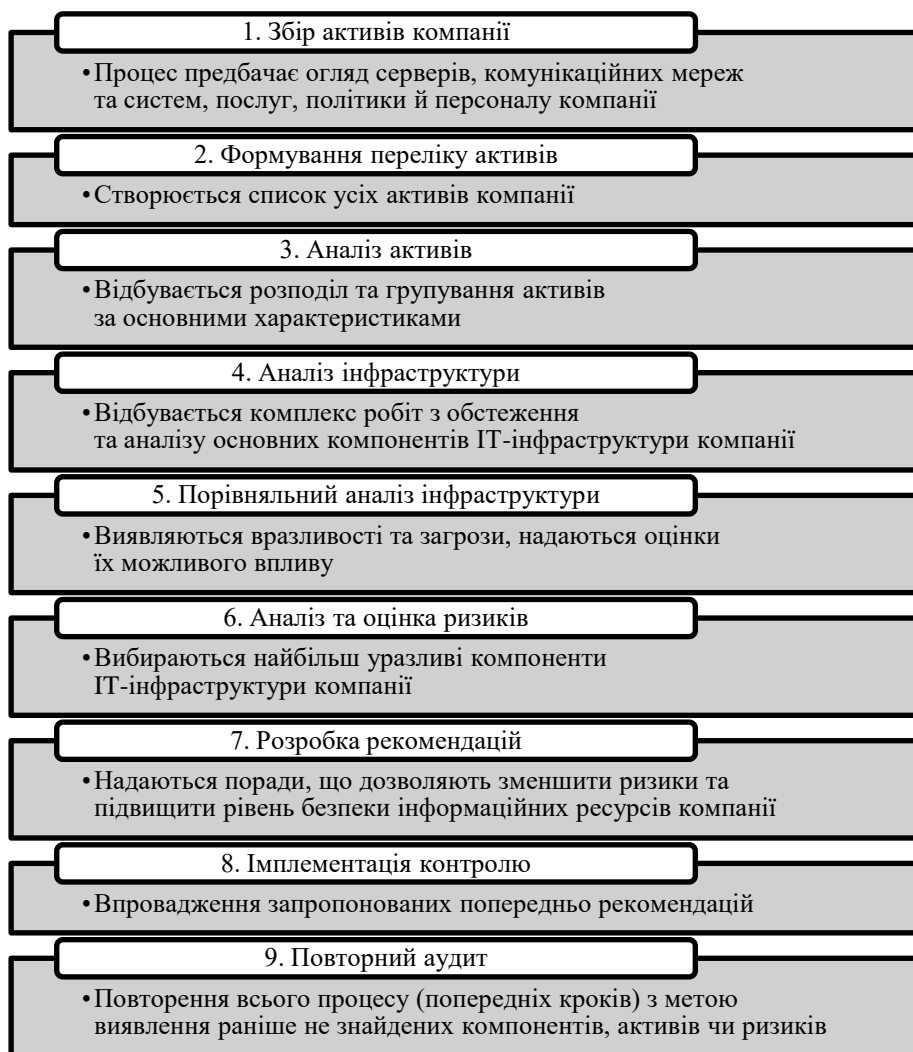 1. Збір активів компанії
•Процес предбачає огляд серверів, комунікаційних мереж
та систем, послуг, політики й персоналу компанії
2. Формування переліку активів
•Створюється список усіх активів компанії
3. Аналіз активів
•Відбувається розподіл та групування активів
за основними характеристиками
4. Аналіз інфраструктури
•Відбувається комплекс робіт з обстеження
та аналізу основних компонентів ІТ-інфраструктури компанії
5. Порівняльний аналіз інфраструктури
•Виявляються вразливості та загрози, надаються оцінки
їх можливого впливу
6. Аналіз та оцінка ризиків
•Вибираються найбільш уразливі компоненти
ІТ-інфраструктури компанії
7. Розробка рекомендацій
•Надаються поради, що дозволяють зменшити ризики та
підвищити рівень безпеки інформаційних ресурсів компанії
8. Імплементація контролю
•Впровадження запропонованих попередньо рекомендацій
9. Повторний аудит
•Повторення всього процесу (попередніх кроків) з метою
виявлення раніше не знайдених компонентів, активів чи ризиків